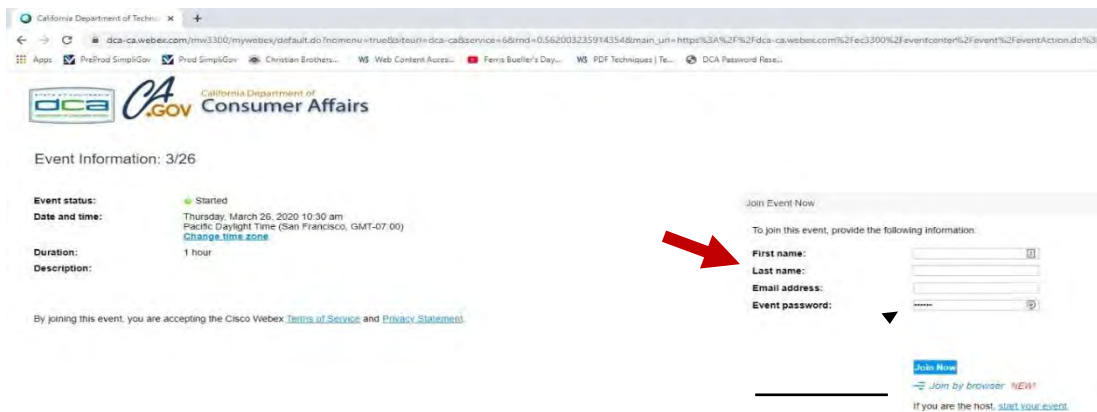 California Department of Techno
dca-ca.webex.com/mw3300/mywebex/default.do?nomenu=true&siteurl=dca-ca&service=6&rnd=0.5620032359143548&main_url=https%3A%2F%2Fdca-ca.webex.com%2Fec3300%2Feventcenter%2Fevent%2FeventAction.do%3
Apps PreProd SimpliGov Prod SimpliGov Christian Brothers... Web Content Acces... Ferris Bueller's Day... PDF Techniques | Te... DCA Password Rese...
dca
CA.GOV
California Department of
Consumer Affairs
Event Information: 3/26
Event status: Started
Date and time: Thursday, March 26, 2020 10:30 am
Pacific Daylight Time (San Francisco, GMT-07:00)
Change time zone
Duration: 1 hour
Description:
By joining this event, you are accepting the Cisco Webex Terms of Service and Privacy Statement.
Join Event Now
To join this event, provide the following information.
First name:
Last name:
Email address:
Event password:
Join Now
Join by browser NEW!
If you are the host, start your event.